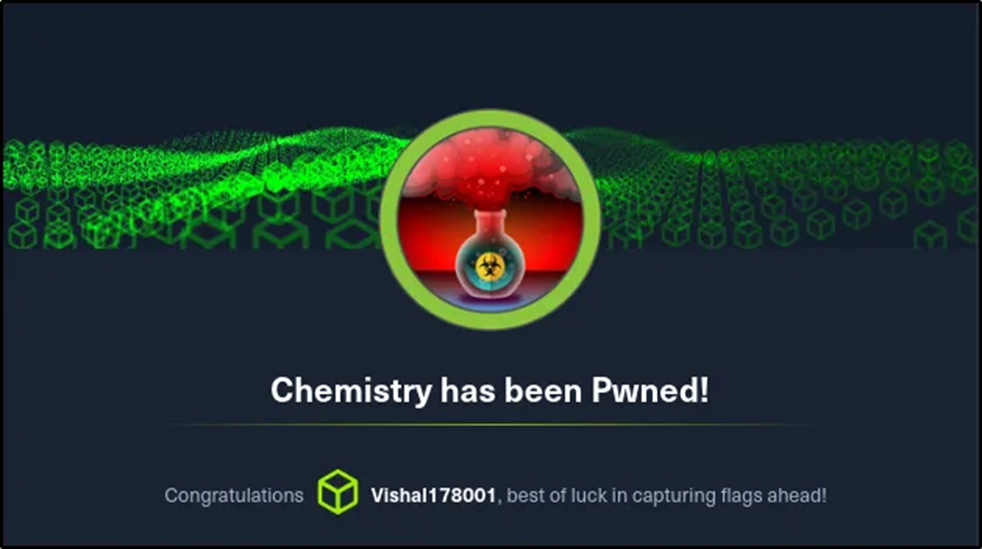 Chemistry has been Pwned!
Congratulations Vishal178001, best of luck in capturing flags ahead!